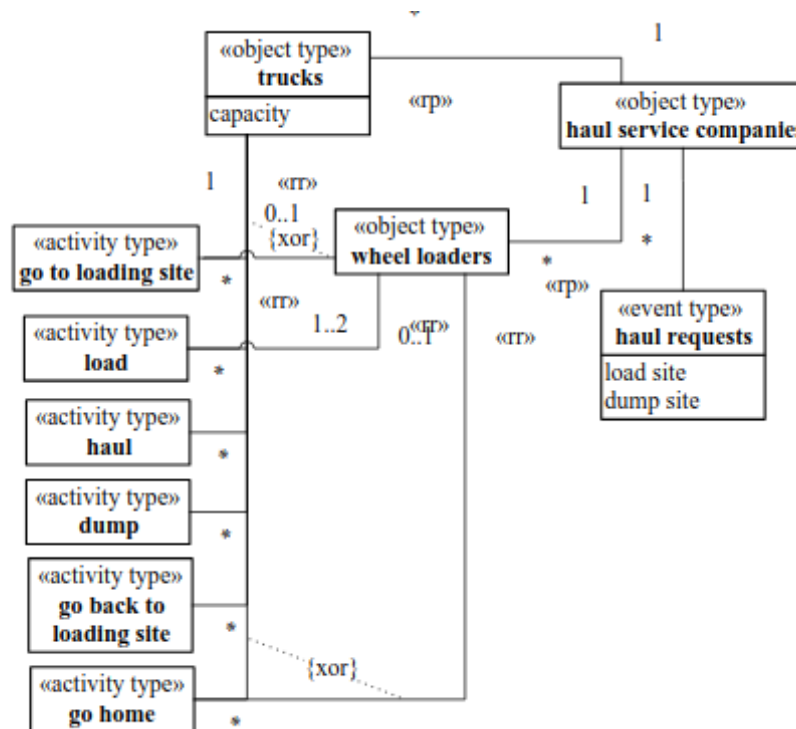 *
1
«object type»
trucks
capacity
«rp»
«object type»
haul service companies
1
«rr»
0..1
{xor}
«object type»
wheel loaders
1
1
*
*
«rp»
«activity type»
go to loading site
*
«rr»
1..2
0..1
«rr»
«rr»
«event type»
haul requests
load site
dump site
«activity type»
load
*
«activity type»
haul
*
«activity type»
dump
*
«activity type»
go back to
loading site
*
{xor}
«activity type»
go home
*